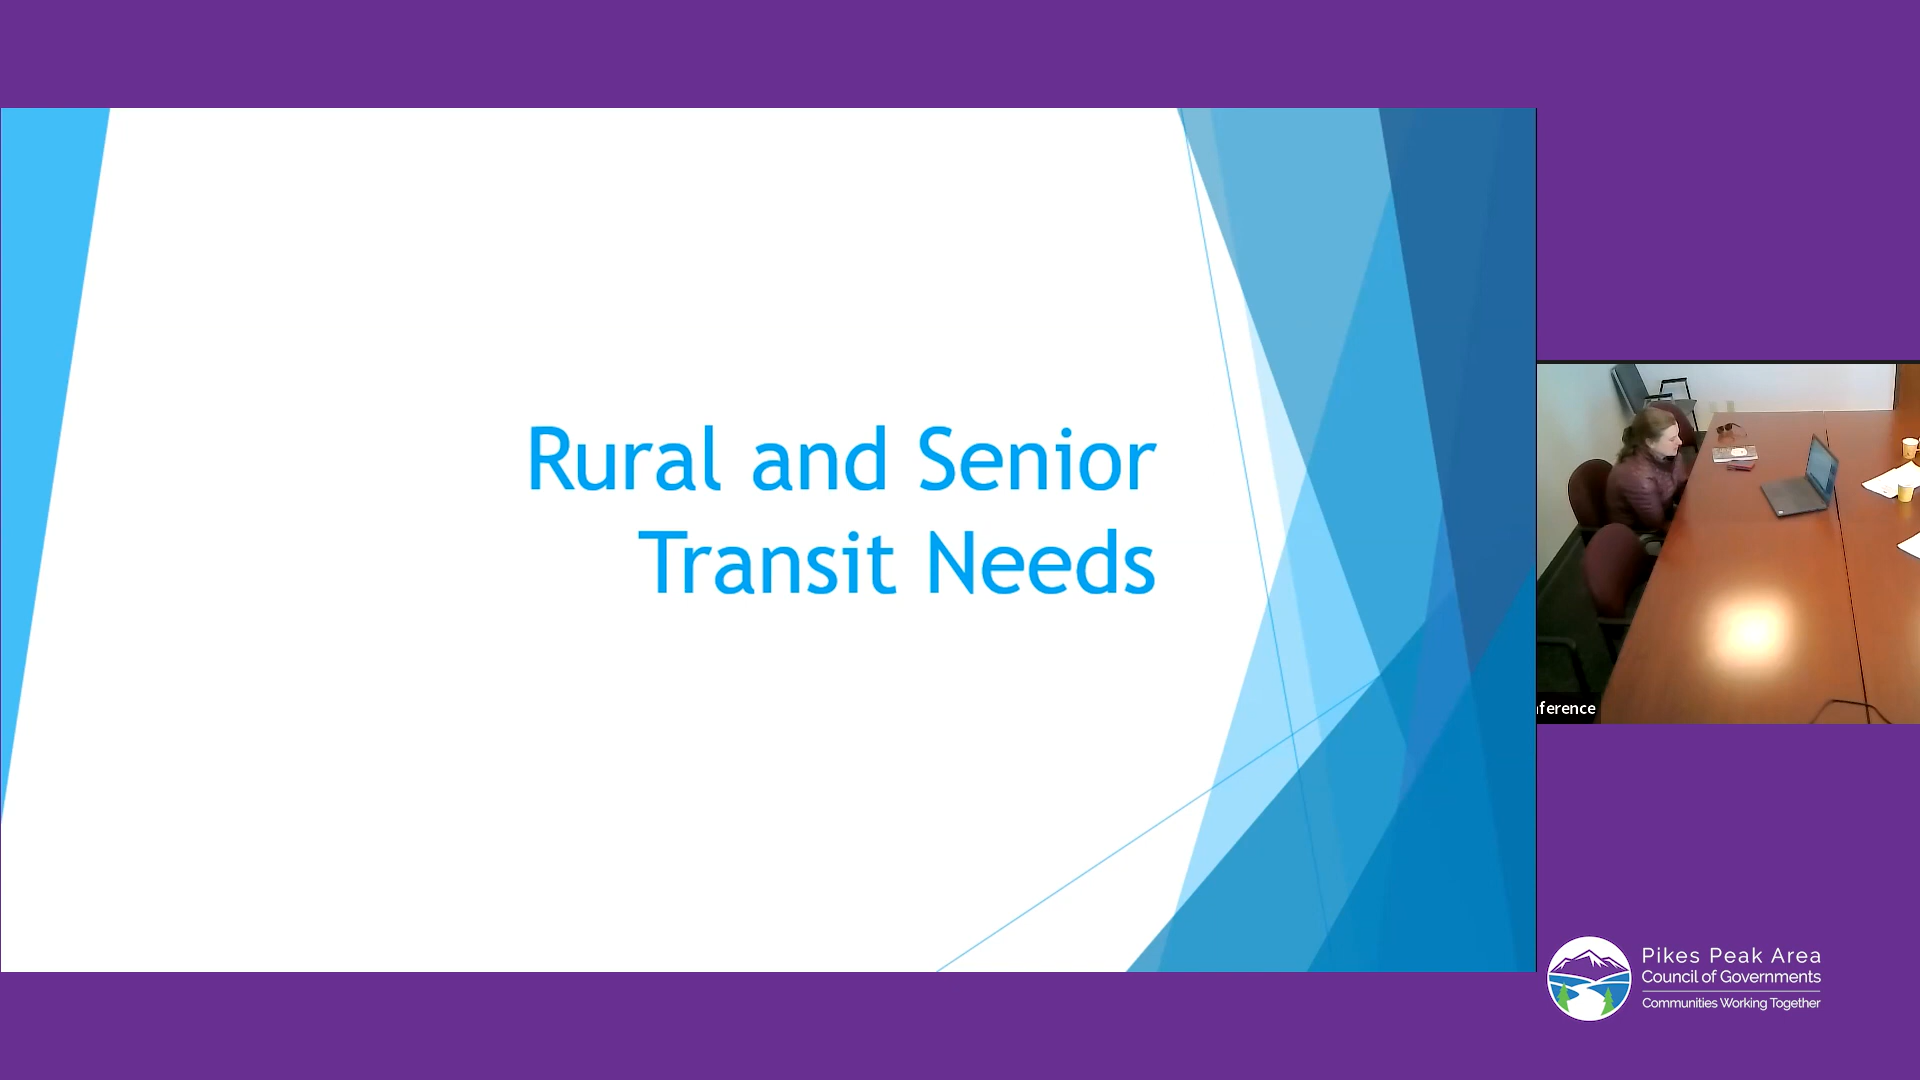 Rural and Senior
Transit Needs
ference
Pikes Peak Area
Council of Governments
Communities Working Together